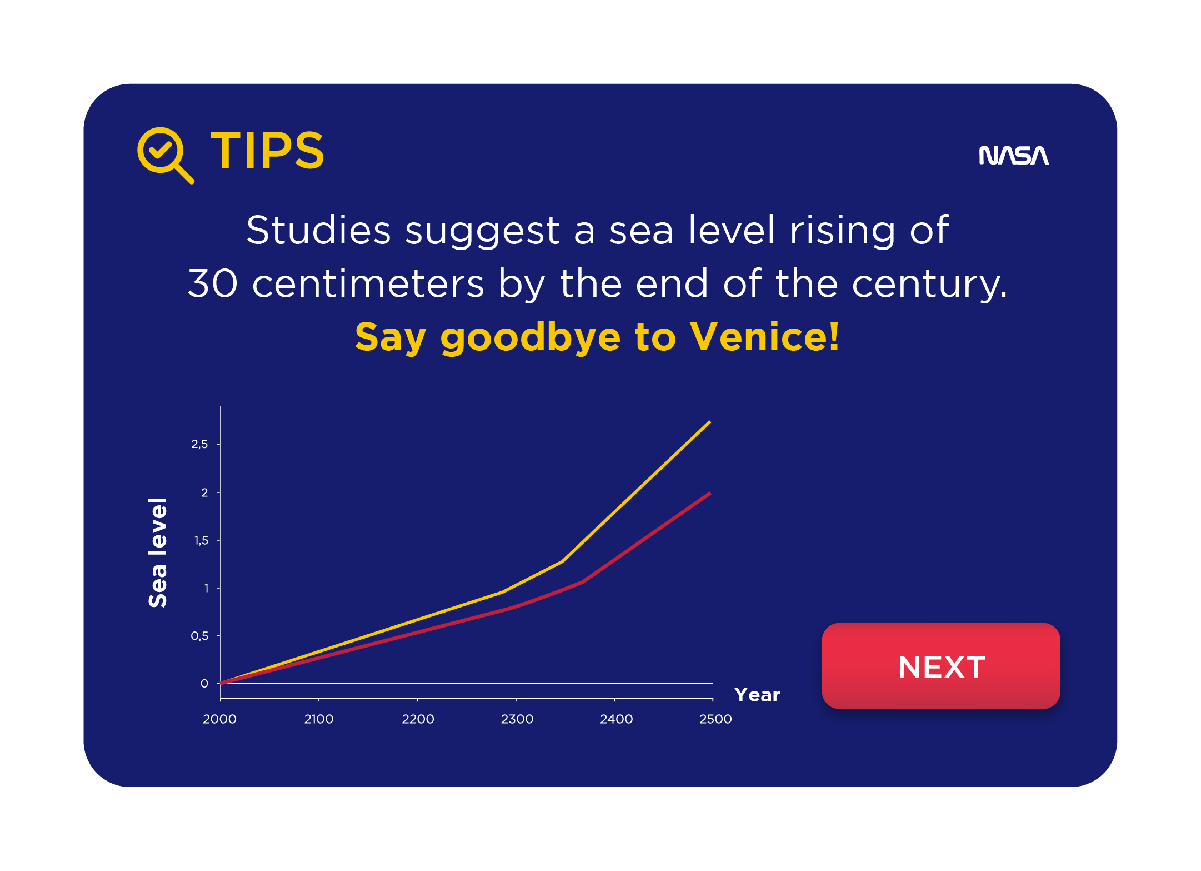 TIPS
NASA
Studies suggest a sea level rising of
30 centimeters by the end of the century.
Say goodbye to Venice!
Sea level
2,5
2
1,5
1
0,5
0
2000 2100 2200 2300 2400 2500
Year
NEXT